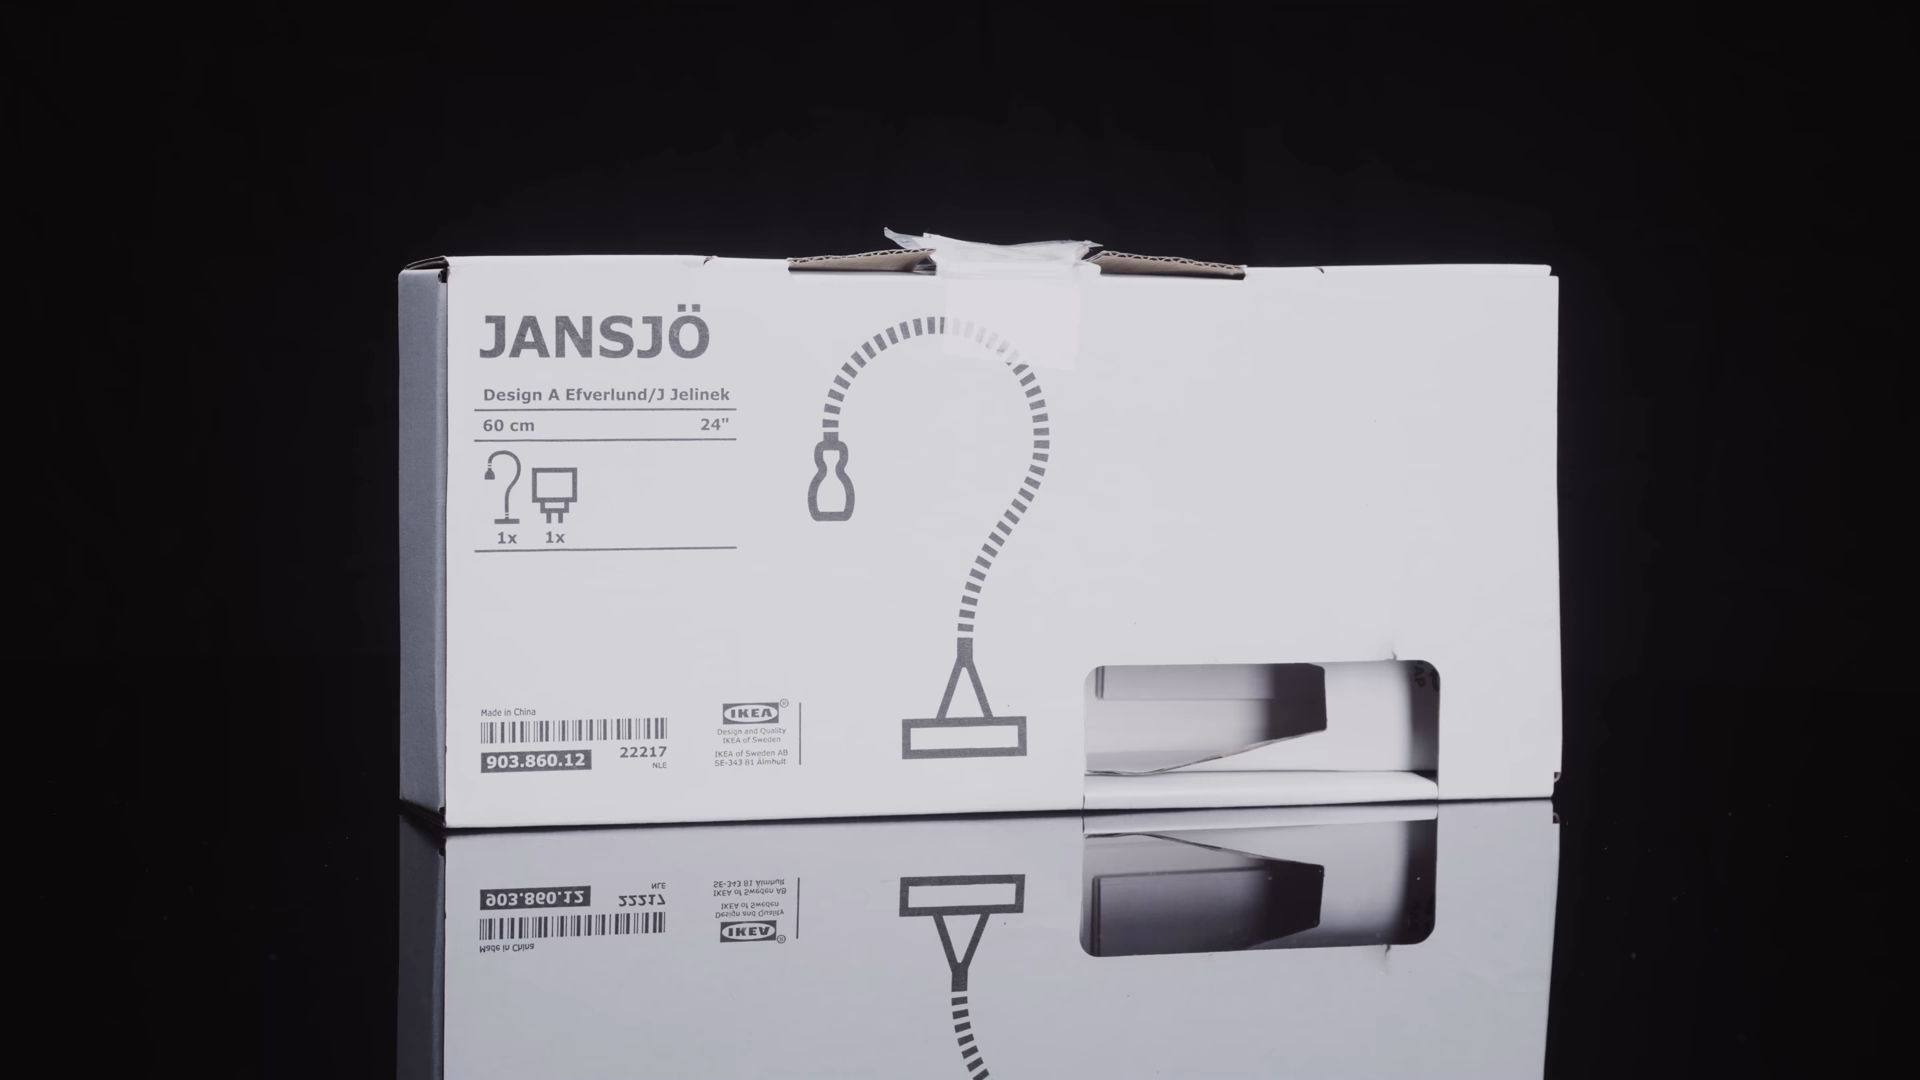 JANSJÖ
Design A Efverlund/J Jelinek
60 cm 24"
1x 1x
Made in China
903.860.12
22217
NLE
IKEA®
Design and Quality
IKEA of Sweden
IKEA of Sweden AB
SE-343 81 Älmhult